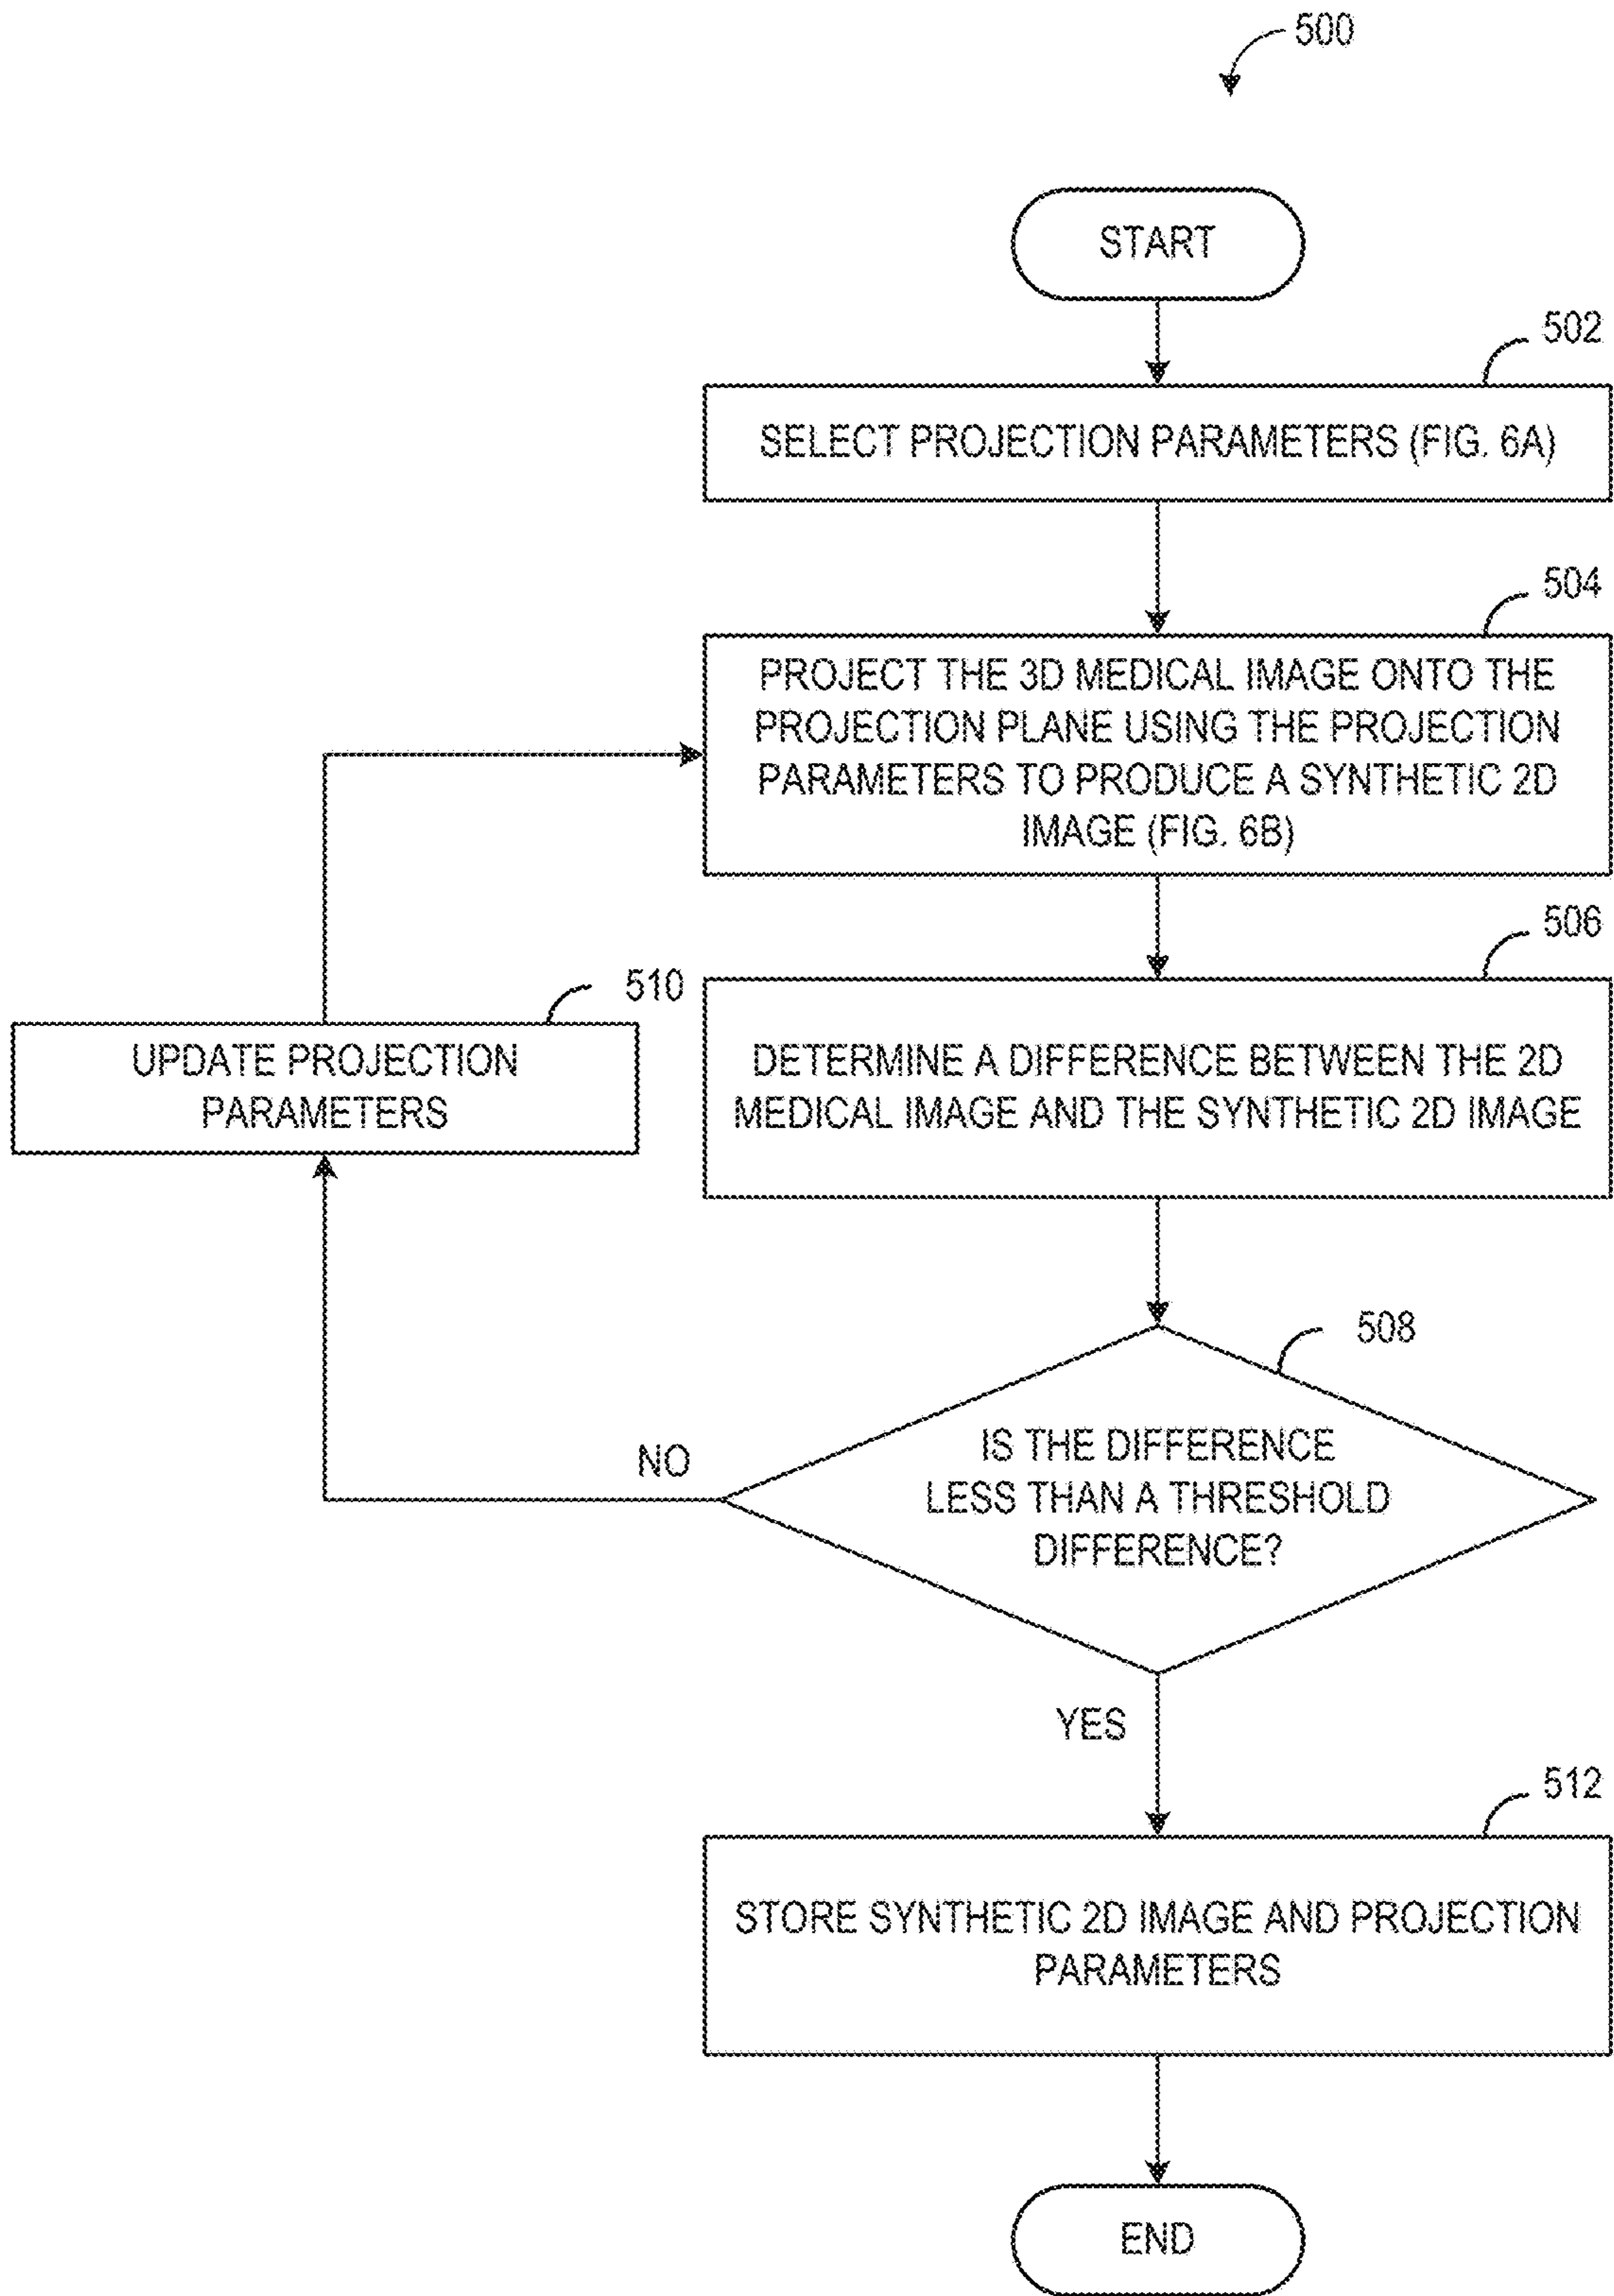 500
START
502
SELECT PROJECTION PARAMETERS (FIG. 6A)
504
PROJECT THE 3D MEDICAL IMAGE ONTO THE
PROJECTION PLANE USING THE PROJECTION
PARAMETERS TO PRODUCE A SYNTHETIC 2D
IMAGE (FIG. 6B)
506
DETERMINE A DIFFERENCE BETWEEN THE 2D
MEDICAL IMAGE AND THE SYNTHETIC 2D IMAGE
510
UPDATE PROJECTION
PARAMETERS
508
IS THE DIFFERENCE
LESS THAN A THRESHOLD
DIFFERENCE?
NO
YES
512
STORE SYNTHETIC 2D IMAGE AND PROJECTION
PARAMETERS
END